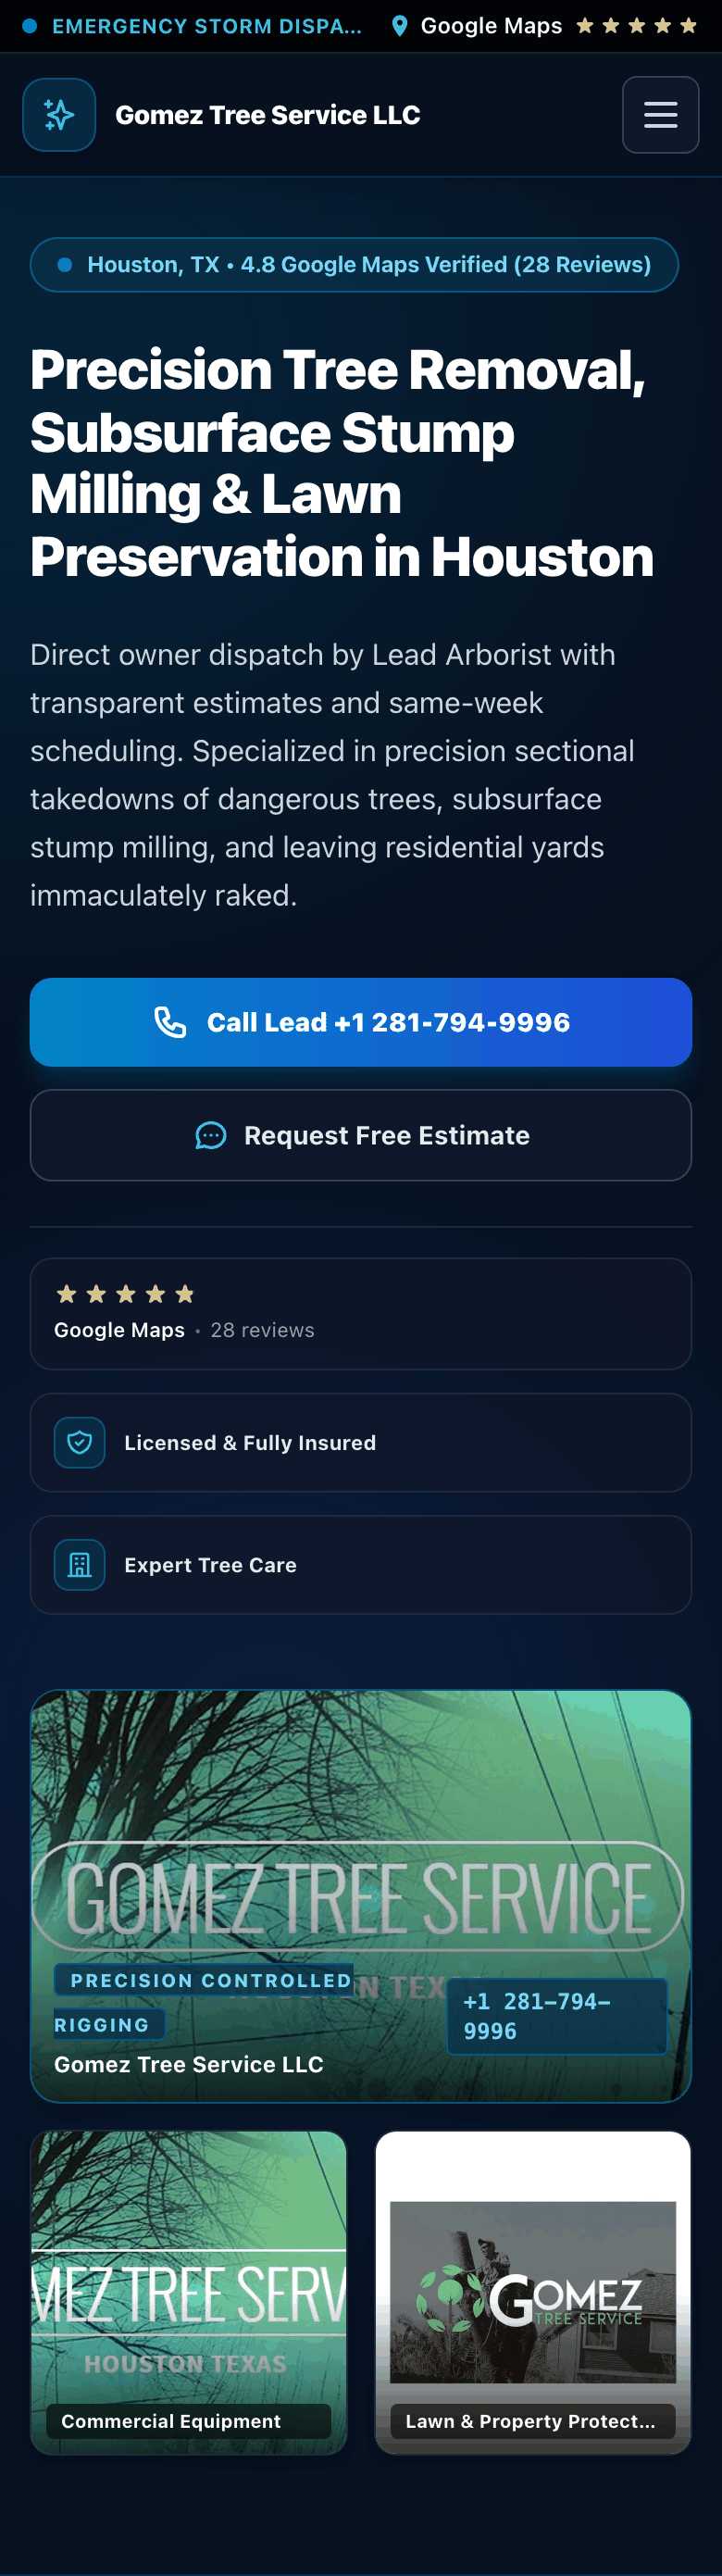 EMERGENCY STORM DISPA...
Google Maps
Gomez Tree Service LLC
Houston, TX • 4.8 Google Maps Verified (28 Reviews)
Precision Tree Removal,
Subsurface Stump
Milling & Lawn
Preservation in Houston
Direct owner dispatch by Lead Arborist with
transparent estimates and same-week
scheduling. Specialized in precision sectional
takedowns of dangerous trees, subsurface
stump milling, and leaving residential yards
immaculately raked.
Call Lead +1 281-794-9996
Request Free Estimate
Google Maps • 28 reviews
Licensed & Fully Insured
Expert Tree Care
GOMEZ TREE SERVICE
PRECISION CONTROLLED
RIGGING
+1 281-794-
9996
Gomez Tree Service LLC
MEZ TREE SERV
HOUSTON TEXAS
Commercial Equipment
GOMEZ
TREE SERVICE
Lawn & Property Protect...